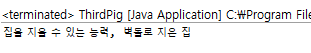 <terminated> ThirdPig [Java Application] C:₩Program File
집을 지을 수 있는 능력, 벽돌로 지은 집